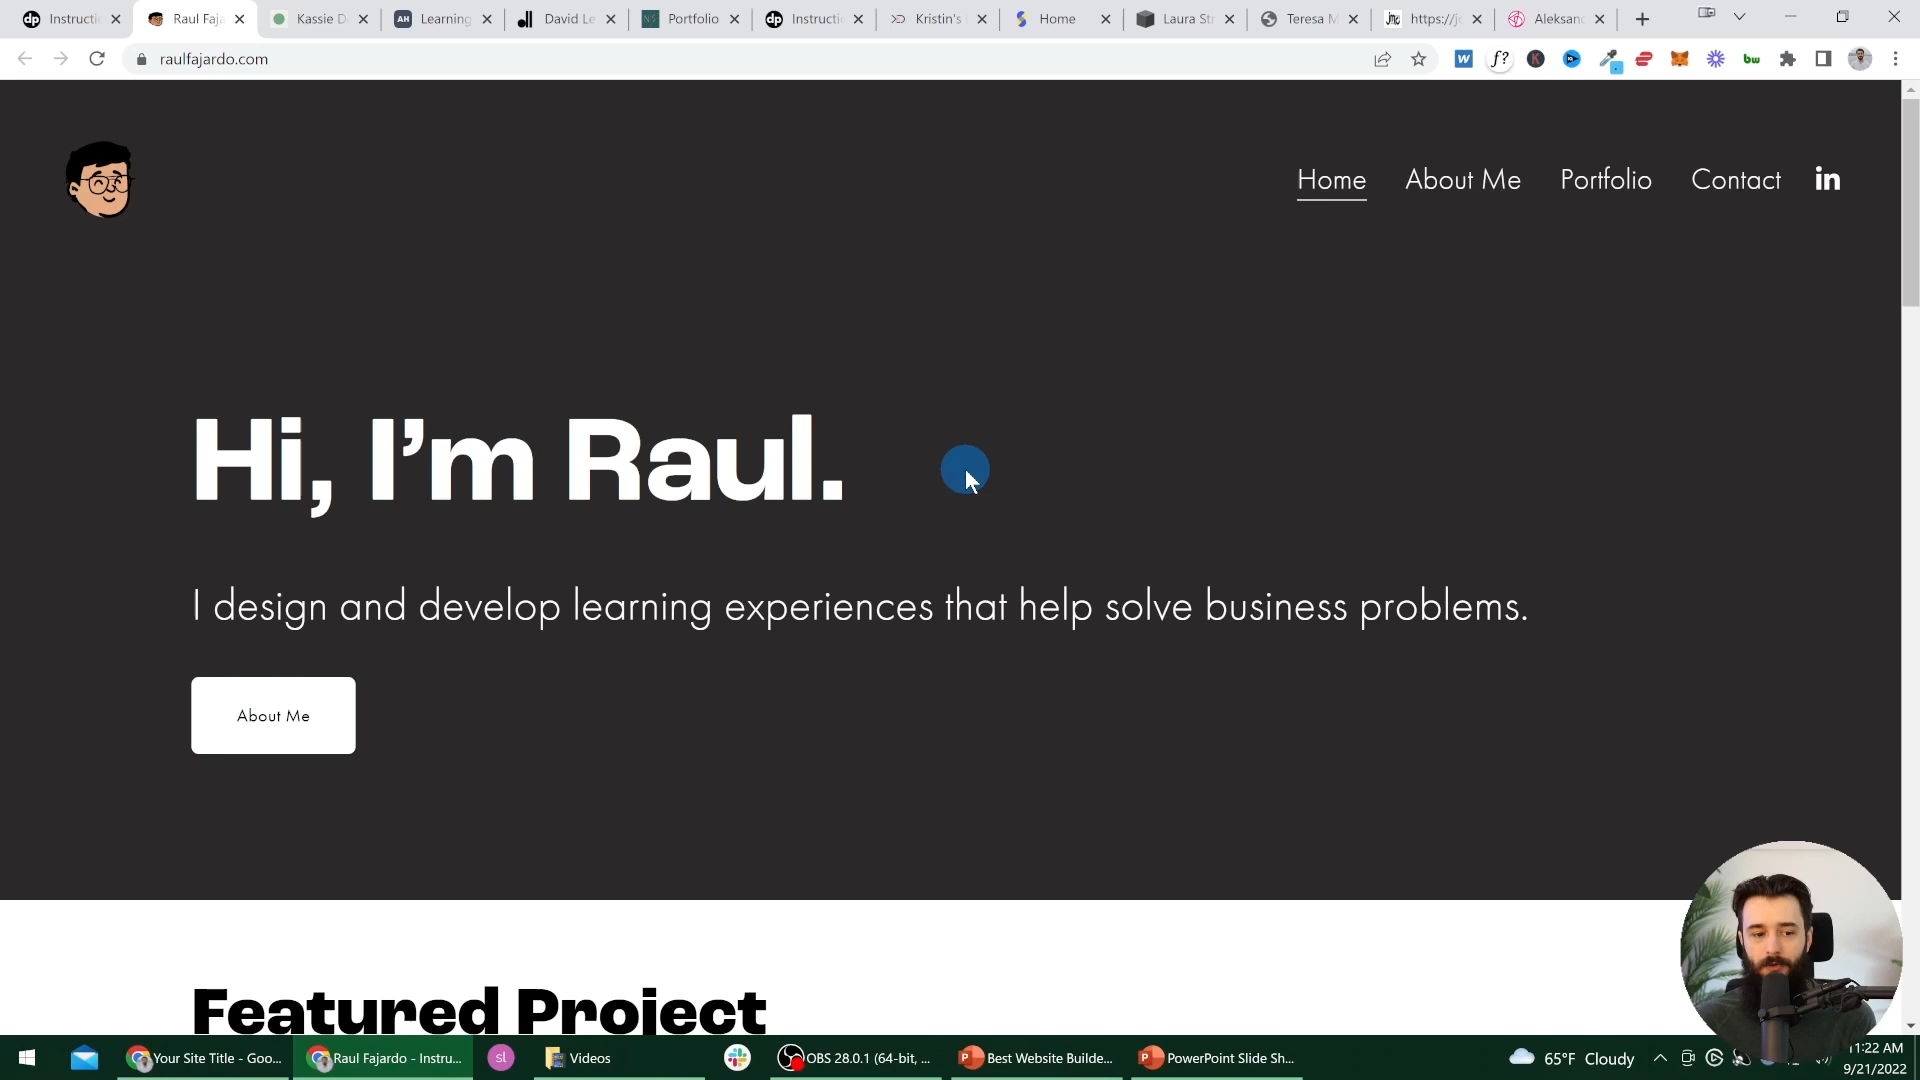 Instructi
Raul Faja
Kassie D
Learning
David Le
Portfolio
Instructi
Kristin's
Home
Laura St
Teresa M
https://j
Aleksan
raulfajardo.com
Home
About Me
Portfolio
Contact
in
Hi, I'm Raul.
I design and develop learning experiences that help solve business problems.
About Me
Featured Project
Your Site Title - Goo...
Raul Fajardo - Instru...
sl
Videos
OBS 28.0.1 (64-bit, ...
Best Website Builde...
PowerPoint Slide Sh...
65°F Cloudy
11:22 AM
9/21/2022